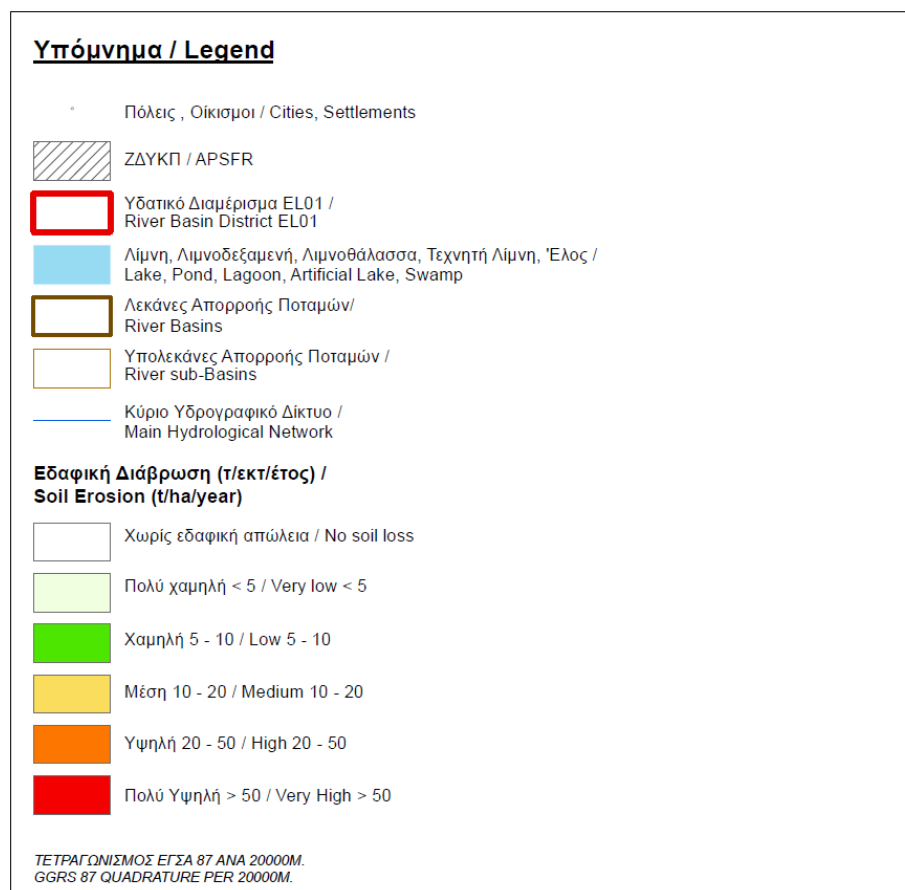 Υπόμνημα / Legend
Πόλεις , Οίκισμοι / Cities, Settlements
ΖΔΥΚΠ / APSFR
Υδατικό Διαμέρισμα EL01 /
River Basin District EL01
Λίμνη, Λιμνοδεξαμενή, Λιμνοθάλασσα, Τεχνητή Λίμνη, 'Ελος /
Lake, Pond, Lagoon, Artificial Lake, Swamp
Λεκάνες Απορροής Ποταμών/
River Basins
Υπολεκάνες Απορροής Ποταμών /
River sub-Basins
Κύριο Υδρογραφικό Δίκτυο /
Main Hydrological Network
Εδαφική Διάβρωση (τ/εκτ/έτος) /
Soil Erosion (t/ha/year)
Χωρίς εδαφική απώλεια / No soil loss
Πολύ χαμηλή < 5 / Very low < 5
Χαμηλή 5 - 10 / Low 5 - 10
Μέση 10 - 20 / Medium 10 - 20
Υψηλή 20 - 50 / High 20 - 50
Πολύ Υψηλή > 50 / Very High > 50
ΤΕΤΡΑΓΩΝΙΣΜΟΣ ΕΓΣΑ 87 ΑΝΑ 20000Μ.
GGRS 87 QUADRATURE PER 20000M.